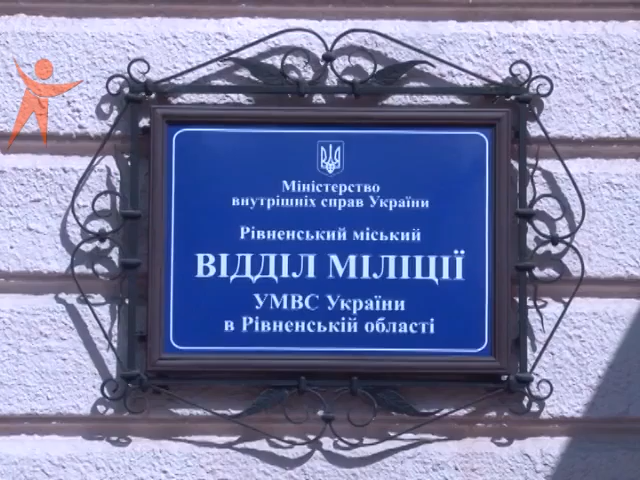 Міністерство
внутрішніх справ України
Рівненський міський
ВІДДІЛ МІЛІЦІЇ
УМВС України
в Рівненській області